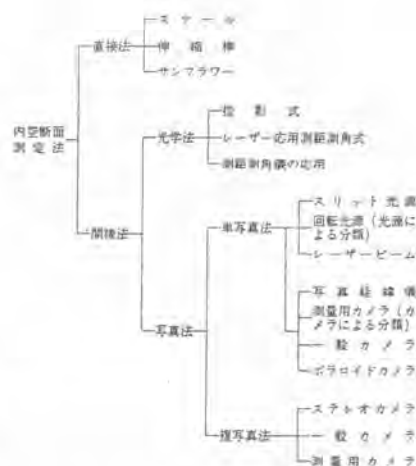 スケール
直接法
伸縮棒
サンフラワー
内空断面
測定法
投影式
光学法
レーザー応用測距測角式
測距測角儀の応用
間接法
スリット光源
単写真法
回転光源(光源に
よる分類)
レーザービーム
写真経緯儀
測量用カメラ(カ
メラによる分類)
写真法
一般カメラ
ポラロイドカメラ
ステレオカメラ
複写真法
一般カメラ
測量用カメラ